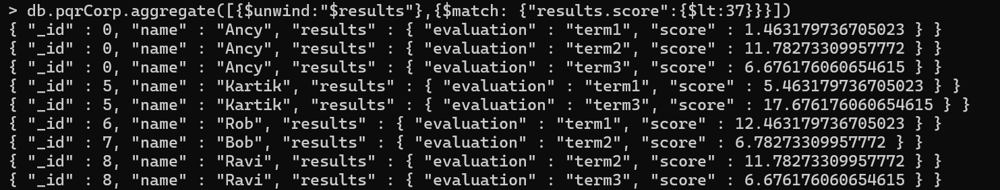 > db.pqrCorp.aggregate([{$unwind:"$results"},{$match: {"results.score":{$lt:37}}}])
{ "_id" : 0, "name" : "Ancy", "results" : { "evaluation" : "term1", "score" : 1.463179736705023 } }
{ "_id" : 0, "name" : "Ancy", "results" : { "evaluation" : "term2", "score" : 11.78273309957772 } }
{ "_id" : 0, "name" : "Ancy", "results" : { "evaluation" : "term3", "score" : 6.676176060654615 } }
{ "_id" : 5, "name" : "Kartik", "results" : { "evaluation" : "term1", "score" : 5.463179736705023 } }
{ "_id" : 5, "name" : "Kartik", "results" : { "evaluation" : "term3", "score" : 17.676176060654615 } }
{ "_id" : 6, "name" : "Rob", "results" : { "evaluation" : "term1", "score" : 12.463179736705023 } }
{ "_id" : 7, "name" : "Bob", "results" : { "evaluation" : "term2", "score" : 6.78273309957772 } }
{ "_id" : 8, "name" : "Ravi", "results" : { "evaluation" : "term2", "score" : 11.78273309957772 } }
{ "_id" : 8, "name" : "Ravi", "results" : { "evaluation" : "term3", "score" : 6.676176060654615 } }